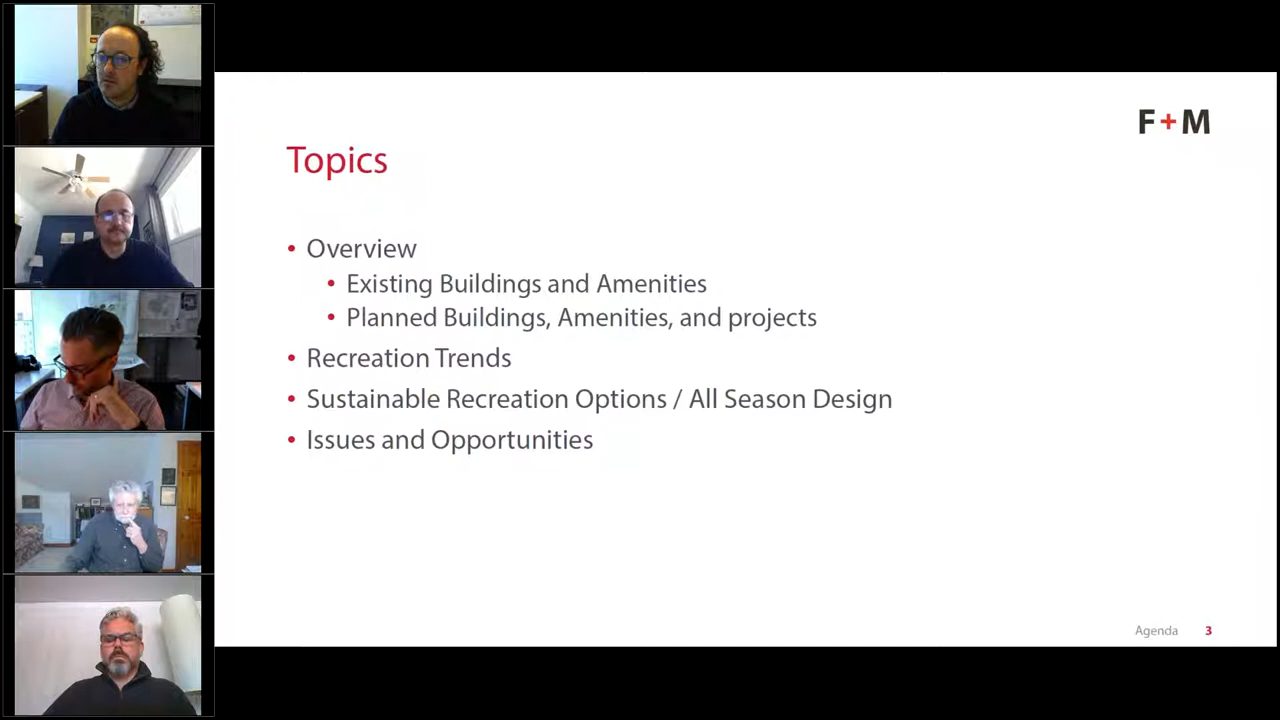 F+M
Topics
• Overview
• Existing Buildings and Amenities
• Planned Buildings, Amenities, and projects
• Recreation Trends
• Sustainable Recreation Options / All Season Design
• Issues and Opportunities
Agenda 3